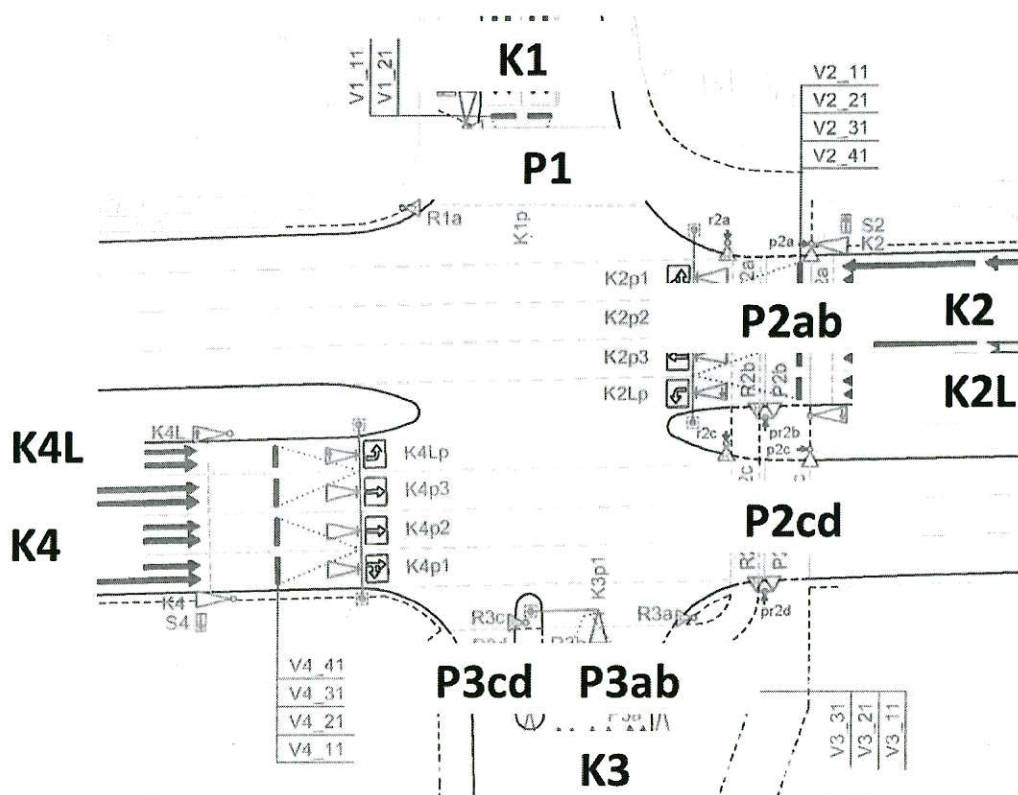 K1
V1_11
V1_21
V2_11
V2_21
V2_31
V2_41
P1
R1a
K1p
r2a
p2a
S2
K2
K2p1
2a
K2
P2ab
K2p2
K2p3
R2b
P2b
K2Lp
K2L
K4L
K4L
r2c
pr2b
p2c
K4Lp
2c
K4p3
K4
K4p2
P2cd
K4p1
K3p1
K4
S4
R3c
R3a
pr2d
V4_41
V4_31
V4_21
V4_11
P3cd
P3ab
V3_31
V3_21
V3_11
K3